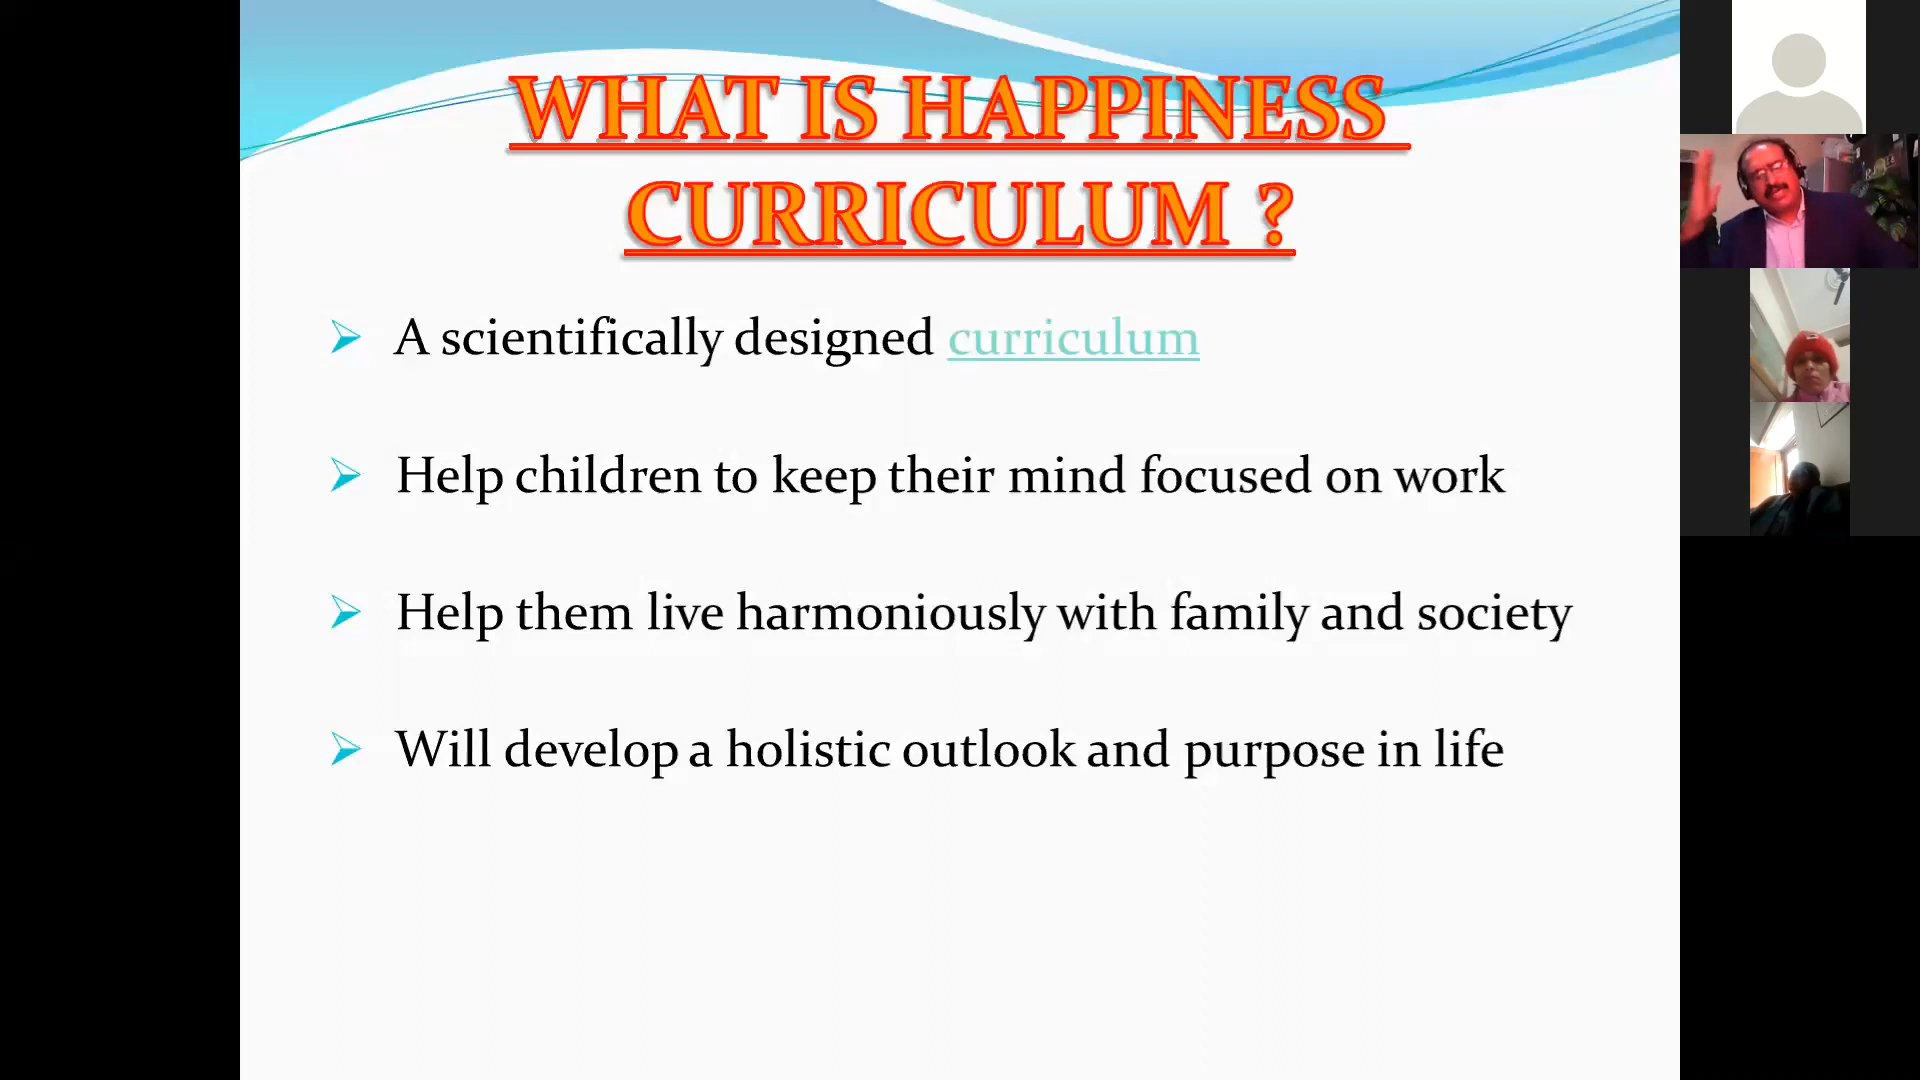 WHAT IS HAPPINESS
CURRICULUM ?
A scientifically designed curriculum
Help children to keep their mind focused on work
Help them live harmoniously with family and society
Will develop a holistic outlook and purpose in life